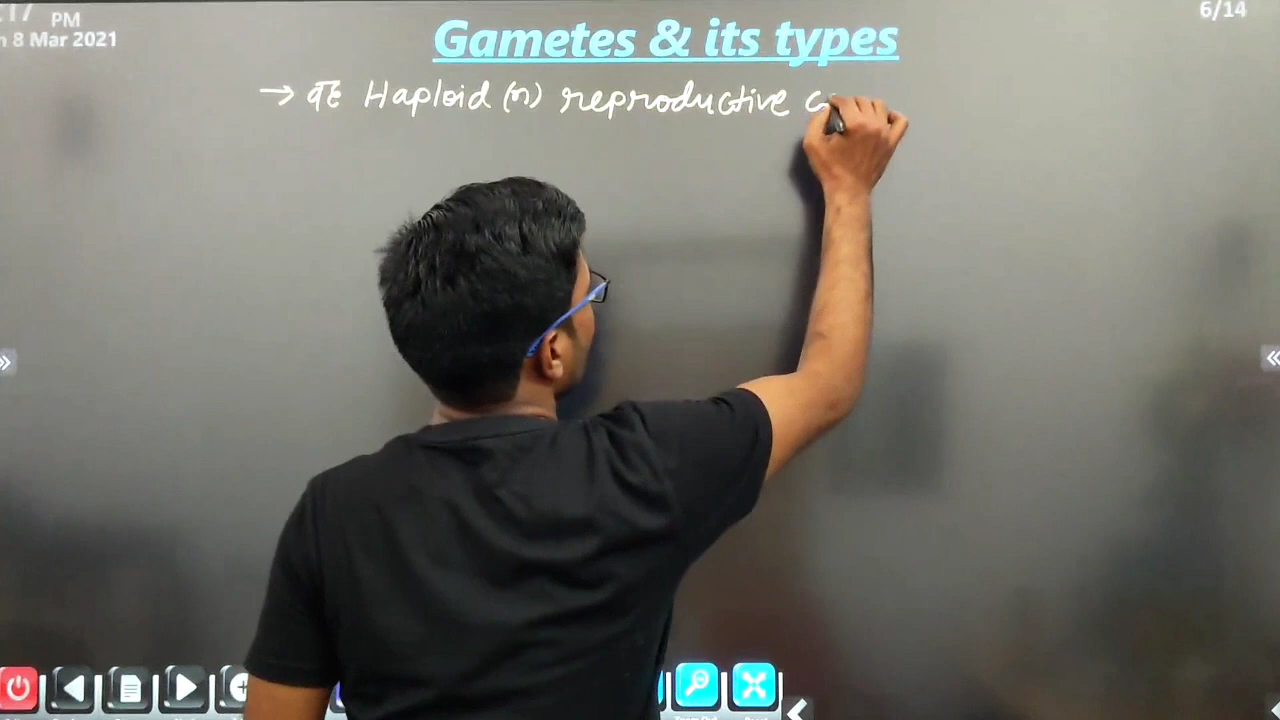 PM
8 Mar 2021
6/14
Gametes & its types
→ यह Haploid (n) reproductive